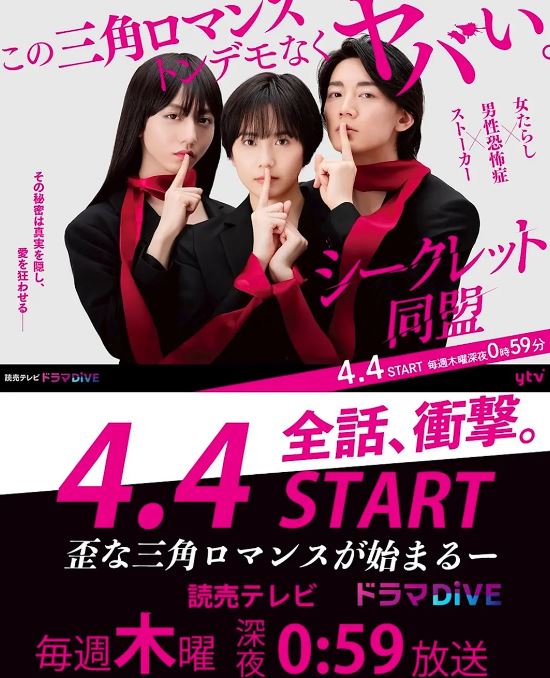 この三角ロマンス
トンデモなく
ヤバい。
女たらし
×
男性恐怖症
×
ストーカー
その秘密は真実を隠し、
愛を狂わせる──
シークレット
同盟
4.4 START 毎週木曜深夜0時59分
読売テレビ ドラマDiVE
ytv
全話、衝撃。
4.4 START
歪な三角ロマンスが始まるー
読売テレビ ドラマDiVE
毎週木曜 深夜 0:59 放送